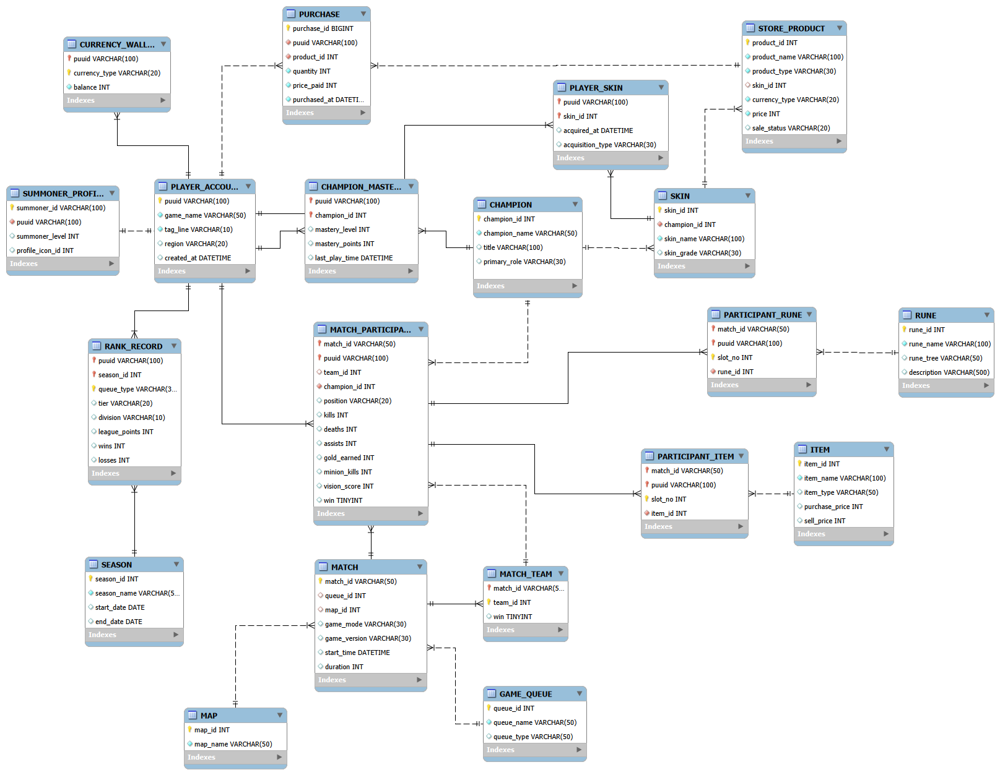 PURCHASE
purchase_id BIGINT
puuid VARCHAR(100)
product_id INT
quantity INT
price_paid INT
purchased_at DATETI...
Indexes
STORE_PRODUCT
product_id INT
product_name VARCHAR(100)
product_type VARCHAR(30)
skin_id INT
currency_type VARCHAR(20)
price INT
sale_status VARCHAR(20)
Indexes
CURRENCY_WALL...
puuid VARCHAR(100)
currency_type VARCHAR(20)
balance INT
Indexes
PLAYER_SKIN
puuid VARCHAR(100)
skin_id INT
acquired_at DATETIME
acquisition_type VARCHAR(30)
Indexes
SUMMONER_PROFI...
summoner_id VARCHAR(100)
puuid VARCHAR(100)
summoner_level INT
profile_icon_id INT
Indexes
PLAYER_ACCOU...
puuid VARCHAR(100)
game_name VARCHAR(50)
tag_line VARCHAR(10)
region VARCHAR(20)
created_at DATETIME
Indexes
CHAMPION_MASTE...
puuid VARCHAR(100)
champion_id INT
mastery_level INT
mastery_points INT
last_play_time DATETIME
Indexes
CHAMPION
champion_id INT
champion_name VARCHAR(50)
title VARCHAR(100)
primary_role VARCHAR(30)
Indexes
SKIN
skin_id INT
champion_id INT
skin_name VARCHAR(100)
skin_grade VARCHAR(30)
Indexes
RANK_RECORD
puuid VARCHAR(100)
season_id INT
queue_type VARCHAR(3...
tier VARCHAR(20)
division VARCHAR(10)
league_points INT
wins INT
losses INT
Indexes
MATCH_PARTICIPA...
match_id VARCHAR(50)
puuid VARCHAR(100)
team_id INT
champion_id INT
position VARCHAR(20)
kills INT
deaths INT
assists INT
gold_earned INT
minion_kills INT
vision_score INT
win TINYINT
Indexes
PARTICIPANT_RUNE
match_id VARCHAR(50)
puuid VARCHAR(100)
slot_no INT
rune_id INT
Indexes
RUNE
rune_id INT
rune_name VARCHAR(100)
rune_tree VARCHAR(50)
description VARCHAR(500)
Indexes
PARTICIPANT_ITEM
match_id VARCHAR(50)
puuid VARCHAR(100)
slot_no INT
item_id INT
Indexes
ITEM
item_id INT
item_name VARCHAR(100)
item_type VARCHAR(50)
purchase_price INT
sell_price INT
Indexes
SEASON
season_id INT
season_name VARCHAR(5...
start_date DATE
end_date DATE
Indexes
MATCH
match_id VARCHAR(50)
queue_id INT
map_id INT
game_mode VARCHAR(30)
game_version VARCHAR(30)
start_time DATETIME
duration INT
Indexes
MATCH_TEAM
match_id VARCHAR(5...
team_id INT
win TINYINT
Indexes
MAP
map_id INT
map_name VARCHAR(50)
Indexes
GAME_QUEUE
queue_id INT
queue_name VARCHAR(50)
queue_type VARCHAR(50)
Indexes